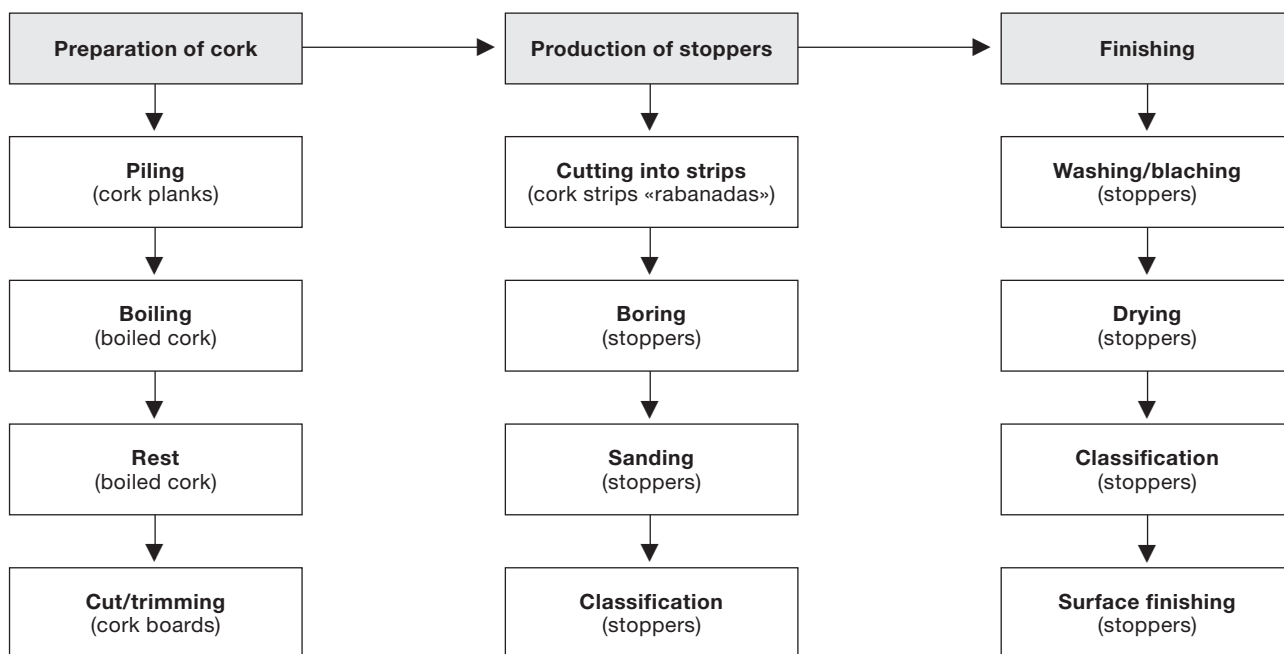 Preparation of cork
Production of stoppers
Finishing
Piling
(cork planks)
Cutting into strips
(cork strips «rabanadas»)
Washing/blaching
(stoppers)
Boiling
(boiled cork)
Boring
(stoppers)
Drying
(stoppers)
Rest
(boiled cork)
Sanding
(stoppers)
Classification
(stoppers)
Cut/trimming
(cork boards)
Classification
(stoppers)
Surface finishing
(stoppers)